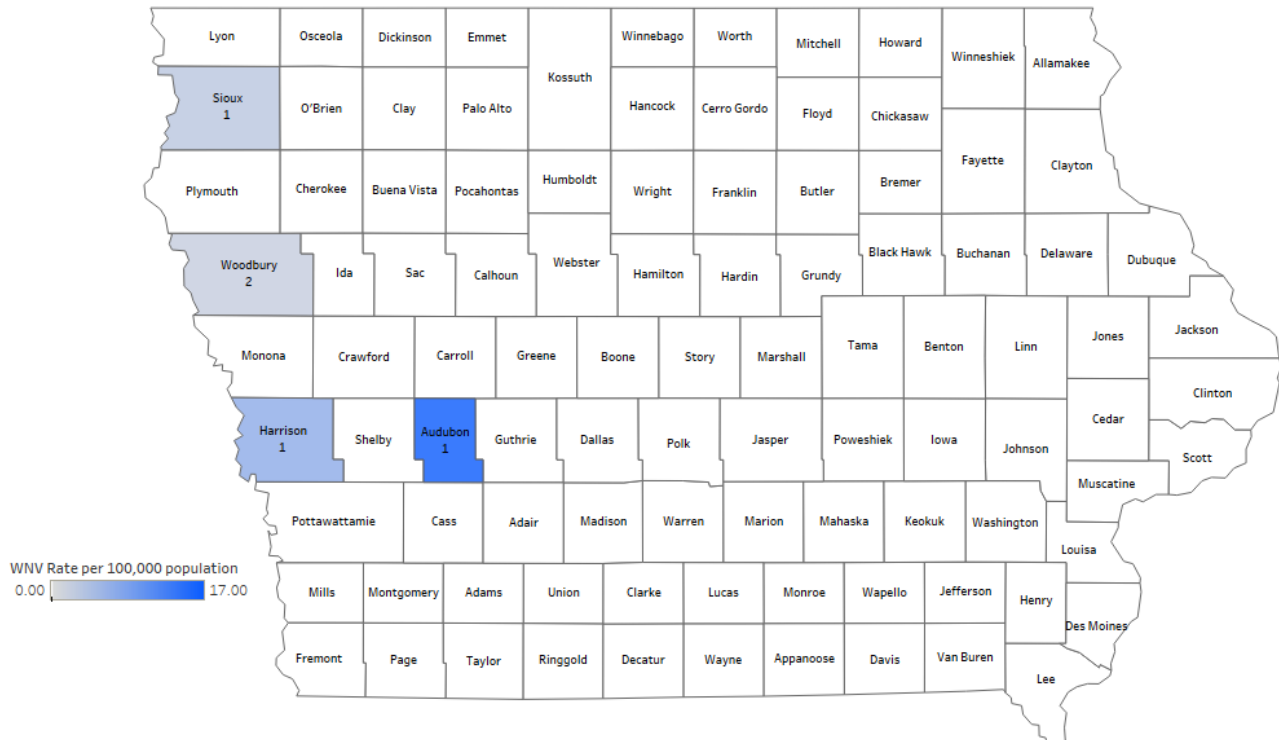 Lyon
Osceola
Dickinson
Emmet
Kossuth
Winnebago
Worth
Mitchell
Howard
Winneshiek
Allamakee
Sioux
1
O'Brien
Clay
Palo Alto
Hancock
Cerro Gordo
Floyd
Chickasaw
Fayette
Clayton
Plymouth
Cherokee
Buena Vista
Pocahontas
Humboldt
Wright
Franklin
Butler
Bremer
Woodbury
2
Ida
Sac
Calhoun
Webster
Hamilton
Hardin
Grundy
Black Hawk
Buchanan
Delaware
Dubuque
Monona
Crawford
Carroll
Greene
Boone
Story
Marshall
Tama
Benton
Linn
Jones
Jackson
Clinton
Harrison
1
Shelby
Audubon
1
Guthrie
Dallas
Polk
Jasper
Poweshiek
Iowa
Johnson
Cedar
Scott
Muscatine
Pottawattamie
Cass
Adair
Madison
Warren
Marion
Mahaska
Keokuk
Washington
Louisa
WNV Rate per 100,000 population
0.00
17.00
Mills
Montgomery
Adams
Union
Clarke
Lucas
Monroe
Wapello
Jefferson
Henry
Des Moines
Fremont
Page
Taylor
Ringgold
Decatur
Wayne
Appanoose
Davis
Van Buren
Lee